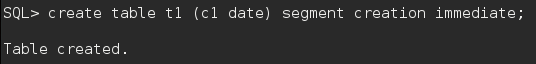 SQL> create table t1 (c1 date) segment creation immediate;
Table created.